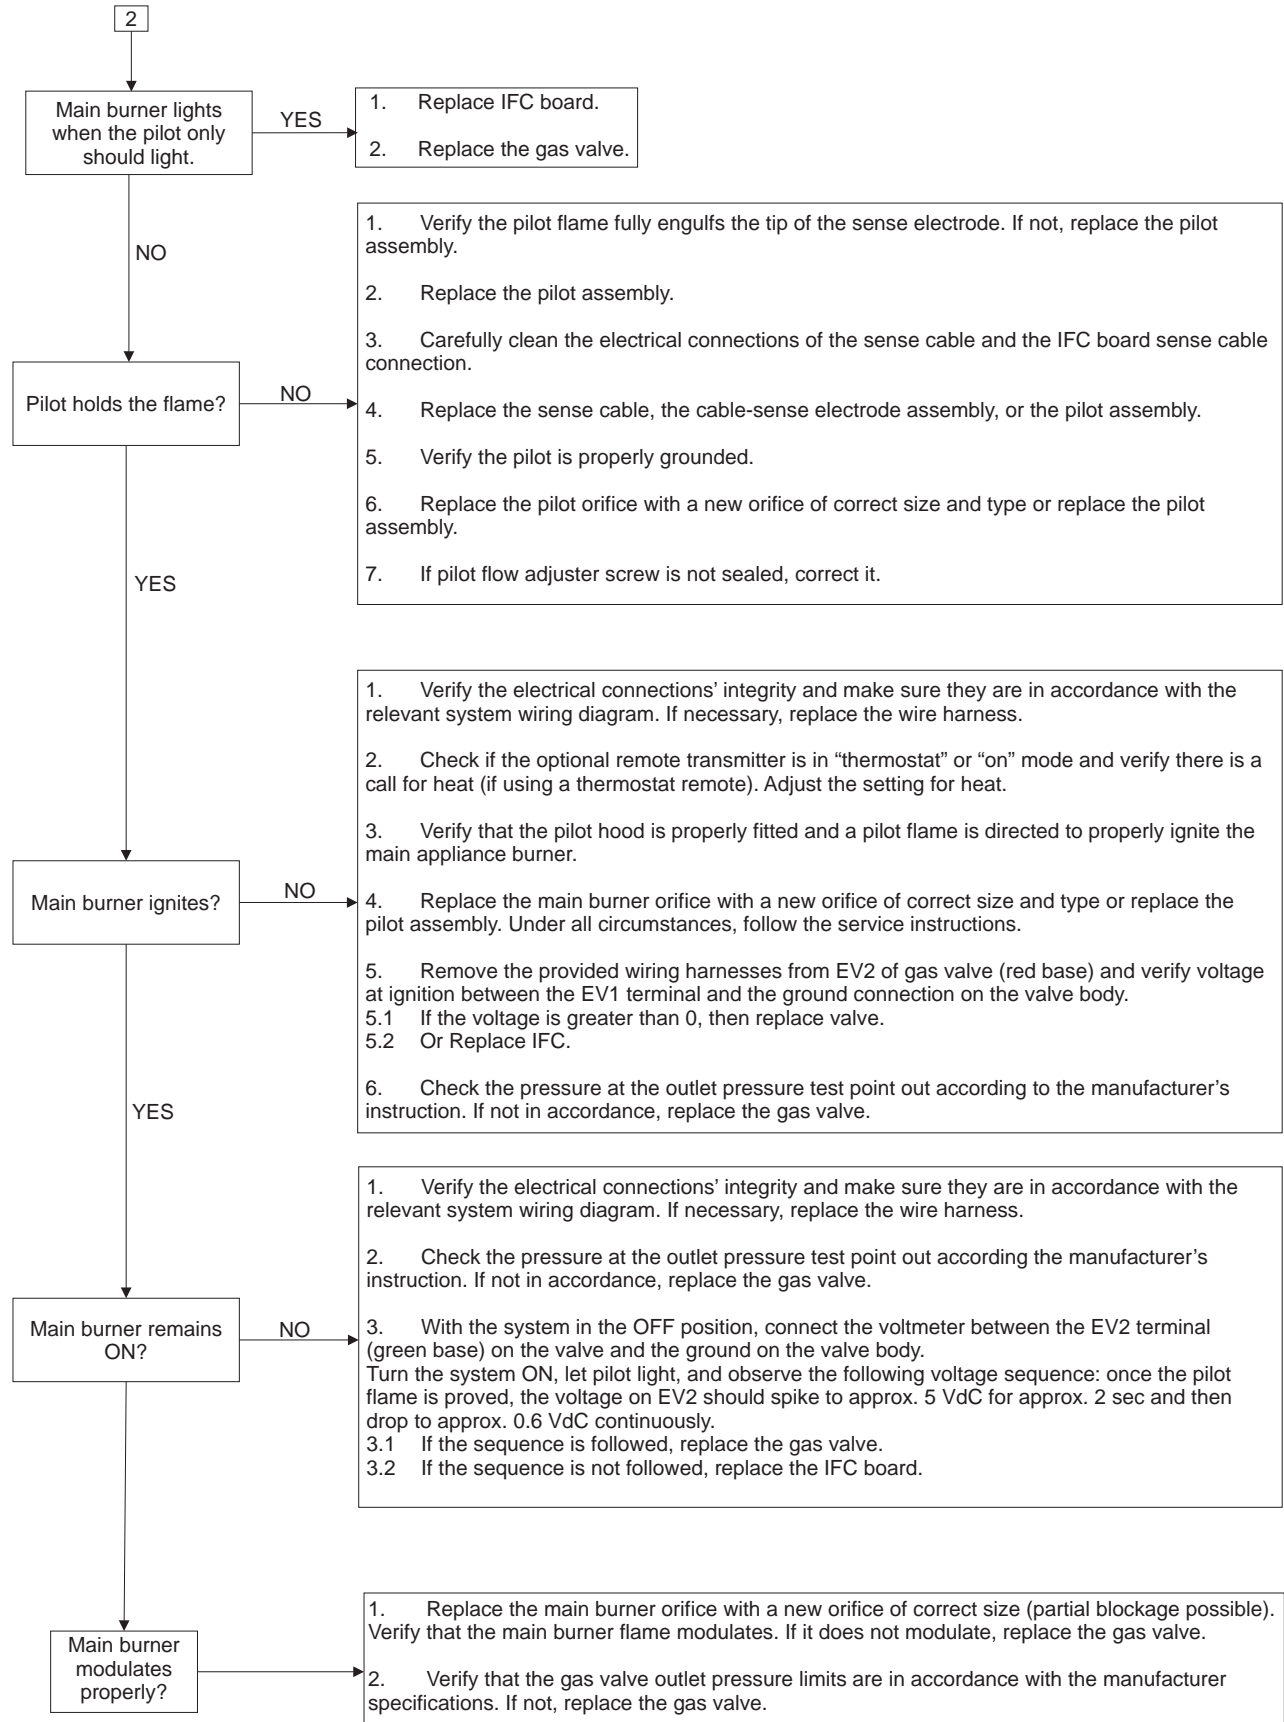 2
Main burner lights
when the pilot only
should light.
YES
1. Replace IFC board.
2. Replace the gas valve.
NO
1. Verify the pilot flame fully engulfs the tip of the sense electrode. If not, replace the pilot
assembly.
2. Replace the pilot assembly.
3. Carefully clean the electrical connections of the sense cable and the IFC board sense cable
connection.
4. Replace the sense cable, the cable-sense electrode assembly, or the pilot assembly.
5. Verify the pilot is properly grounded.
6. Replace the pilot orifice with a new orifice of correct size and type or replace the pilot
assembly.
7. If pilot flow adjuster screw is not sealed, correct it.
Pilot holds the flame?
NO
YES
1. Verify the electrical connections’ integrity and make sure they are in accordance with the
relevant system wiring diagram. If necessary, replace the wire harness.
2. Check if the optional remote transmitter is in “thermostat” or “on” mode and verify there is a
call for heat (if using a thermostat remote). Adjust the setting for heat.
3. Verify that the pilot hood is properly fitted and a pilot flame is directed to properly ignite the
main appliance burner.
4. Replace the main burner orifice with a new orifice of correct size and type or replace the
pilot assembly. Under all circumstances, follow the service instructions.
5. Remove the provided wiring harnesses from EV2 of gas valve (red base) and verify voltage
at ignition between the EV1 terminal and the ground connection on the valve body.
5.1 If the voltage is greater than 0, then replace valve.
5.2 Or Replace IFC.
6. Check the pressure at the outlet pressure test point out according to the manufacturer’s
instruction. If not in accordance, replace the gas valve.
Main burner ignites?
NO
YES
1. Verify the electrical connections’ integrity and make sure they are in accordance with the
relevant system wiring diagram. If necessary, replace the wire harness.
2. Check the pressure at the outlet pressure test point out according the manufacturer’s
instruction. If not in accordance, replace the gas valve.
3. With the system in the OFF position, connect the voltmeter between the EV2 terminal
(green base) on the valve and the ground on the valve body.
Turn the system ON, let pilot light, and observe the following voltage sequence: once the pilot
flame is proved, the voltage on EV2 should spike to approx. 5 VdC for approx. 2 sec and then
drop to approx. 0.6 VdC continuously.
3.1 If the sequence is followed, replace the gas valve.
3.2 If the sequence is not followed, replace the IFC board.
Main burner remains
ON?
NO
1. Replace the main burner orifice with a new orifice of correct size (partial blockage possible).
Verify that the main burner flame modulates. If it does not modulate, replace the gas valve.
2. Verify that the gas valve outlet pressure limits are in accordance with the manufacturer
specifications. If not, replace the gas valve.
Main burner
modulates
properly?